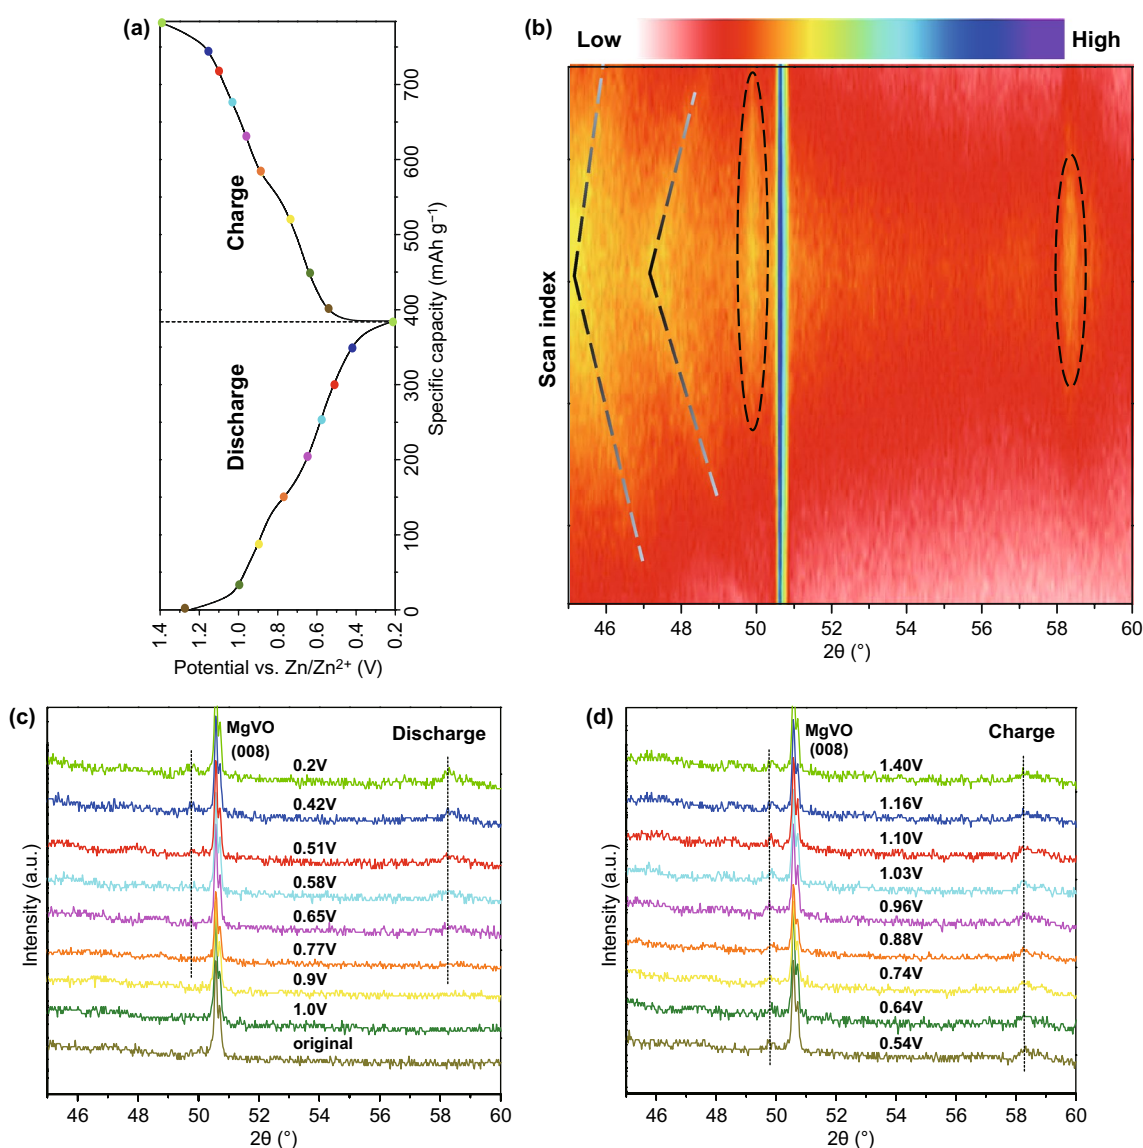 (a)
Charge
Discharge
Specific capacity (mAh g⁻¹)
0
100
200
300
400
500
600
700
1.4 1.2 1.0 0.8 0.6 0.4 0.2
Potential vs. Zn/Zn²⁺ (V)
(b)
Low High
Scan index
46 48 50 52 54 56 58 60
2θ (°)
(c)
MgVO
(008)
Discharge
0.2V
0.42V
0.51V
0.58V
0.65V
0.77V
0.9V
1.0V
original
Intensity (a.u.)
46 48 50 52 54 56 58 60
2θ (°)
(d)
MgVO
(008)
Charge
1.40V
1.16V
1.10V
1.03V
0.96V
0.88V
0.74V
0.64V
0.54V
Intensity (a.u.)
46 48 50 52 54 56 58 60
2θ (°)